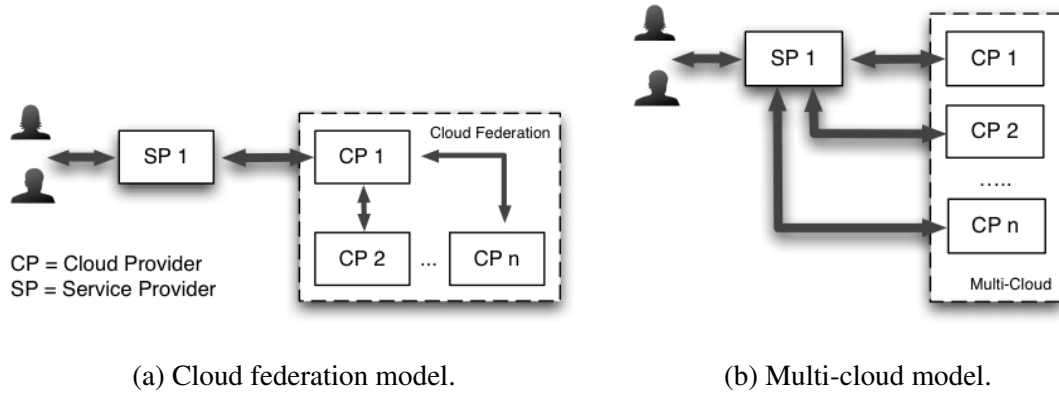 SP 1
Cloud Federation
CP 1
CP 2
...
CP n
CP = Cloud Provider
SP = Service Provider
(a) Cloud federation model.
SP 1
CP 1
CP 2
.....
CP n
Multi-Cloud
(b) Multi-cloud model.